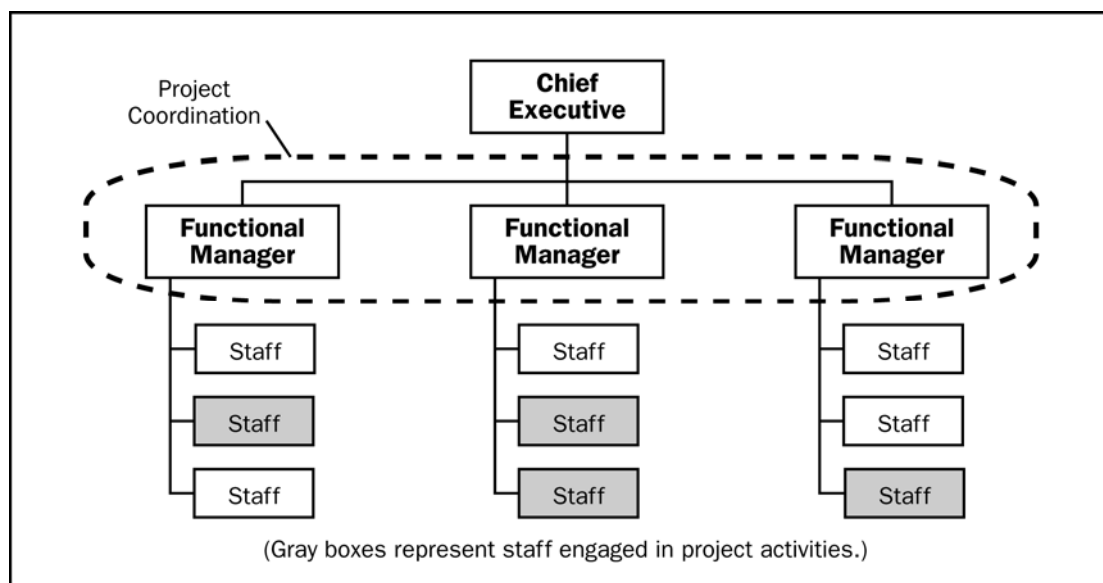 Project
Coordination
Chief
Executive
Functional
Manager
Functional
Manager
Functional
Manager
Staff
Staff
Staff
Staff
Staff
Staff
Staff
Staff
Staff
(Gray boxes represent staff engaged in project activities.)